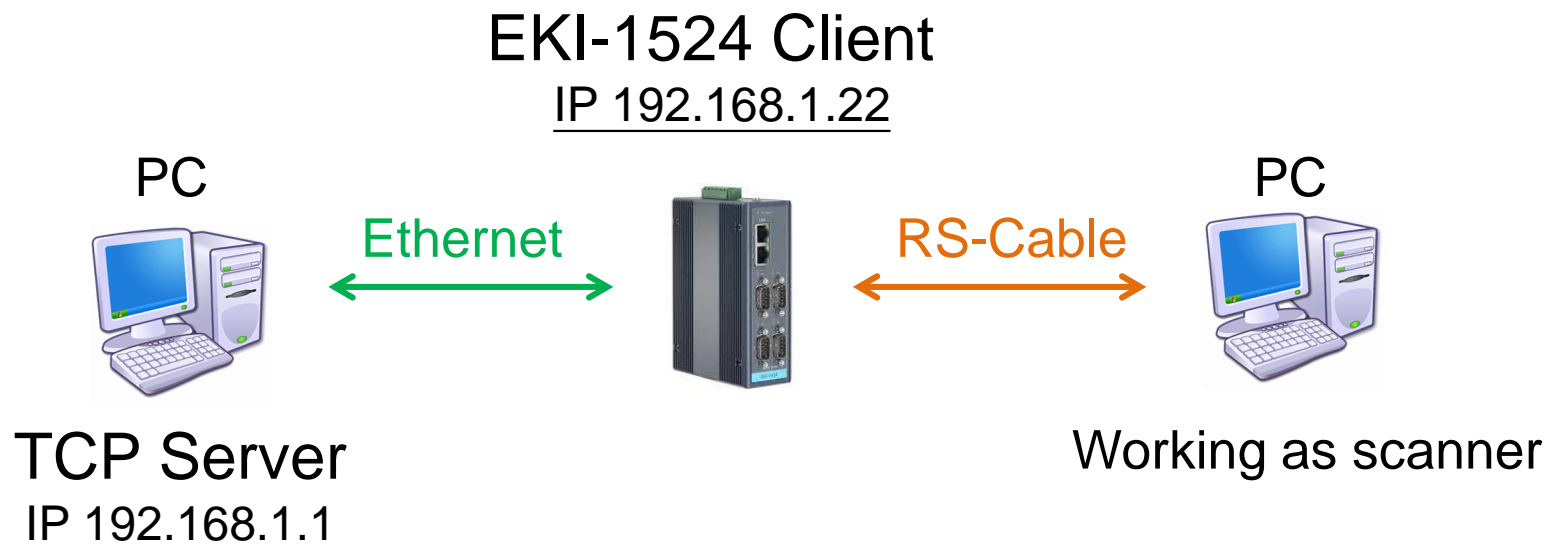 EKI-1524 Client
IP 192.168.1.22
PC
PC
Ethernet
RS-Cable
TCP Server
Working as scanner
IP 192.168.1.1